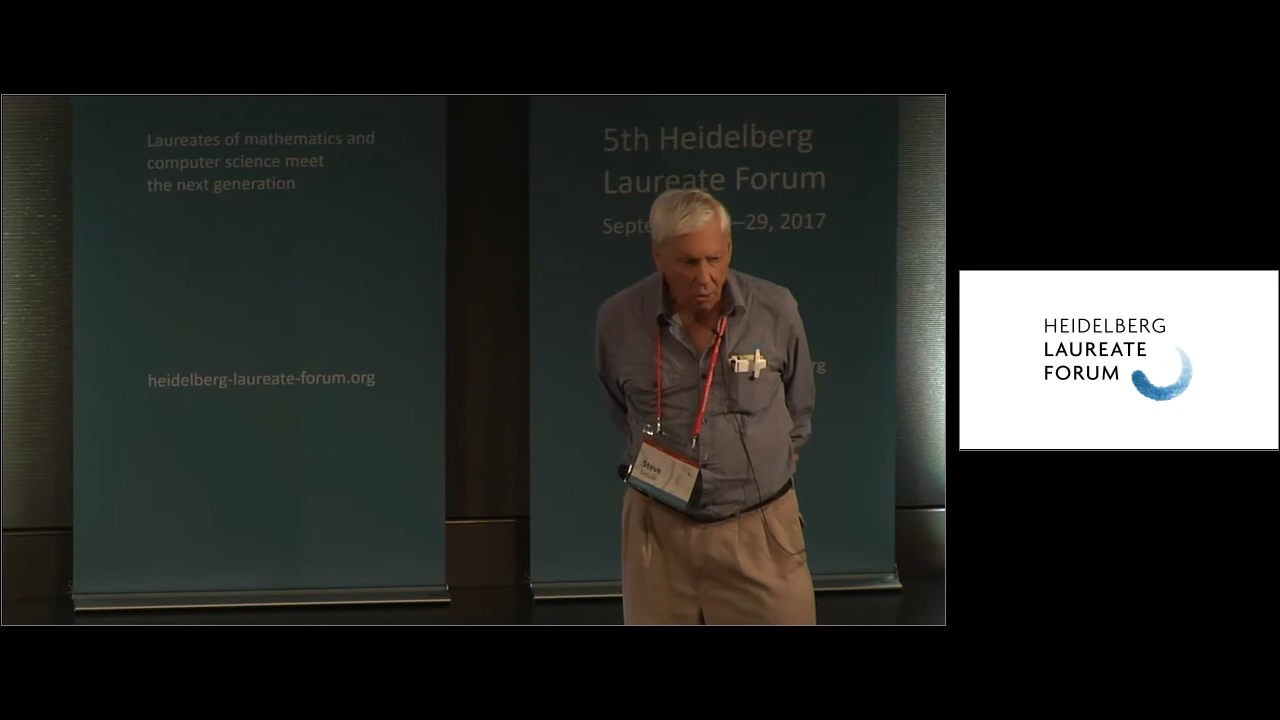 Laureates of mathematics and
computer science meet
the next generation
heidelberg-laureate-forum.org
5th Heidelberg
Laureate Forum
Septe –29, 2017
rg
Steve
HEIDELBERG
LAUREATE
FORUM